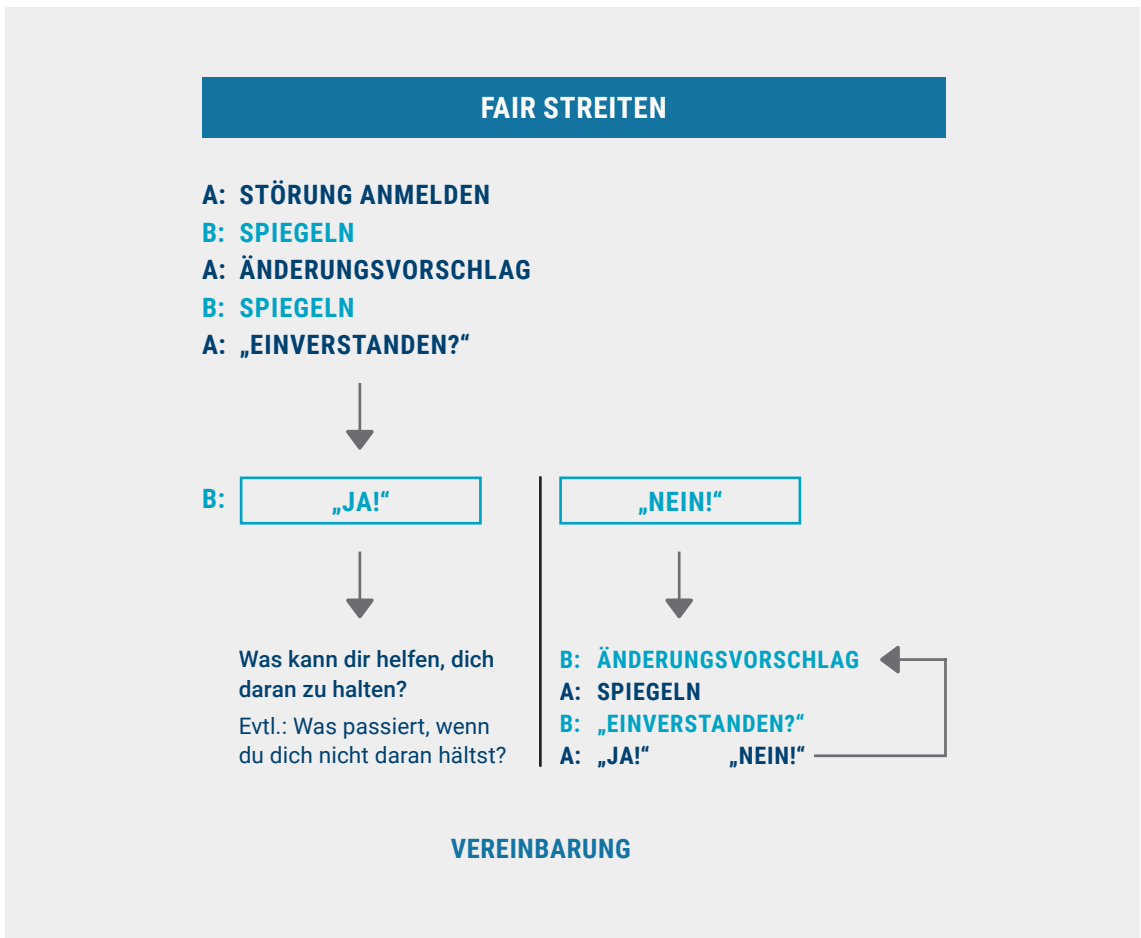 FAIR STREITEN
A: STÖRUNG ANMELDEN
B: SPIEGELN
A: ÄNDERUNGSVORSCHLAG
B: SPIEGELN
A: „EINVERSTANDEN?“
B: „JA!“ „NEIN!“
Was kann dir helfen, dich
daran zu halten?
Evtl.: Was passiert, wenn
du dich nicht daran hältst?
B: ÄNDERUNGSVORSCHLAG
A: SPIEGELN
B: „EINVERSTANDEN?“
A: „JA!“ „NEIN!“
VEREINBARUNG